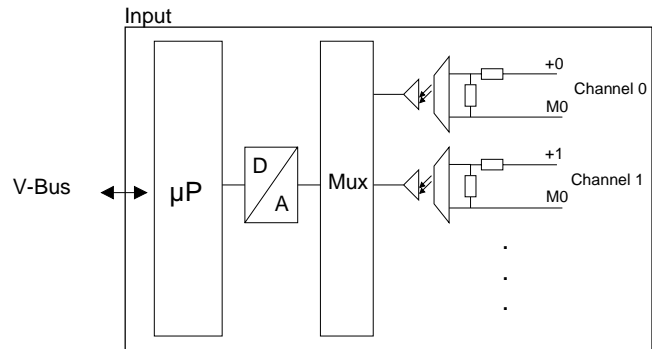 Input
+0
Channel 0
M0
+1
Channel 1
M0
V-Bus
µP
D
A
Mux